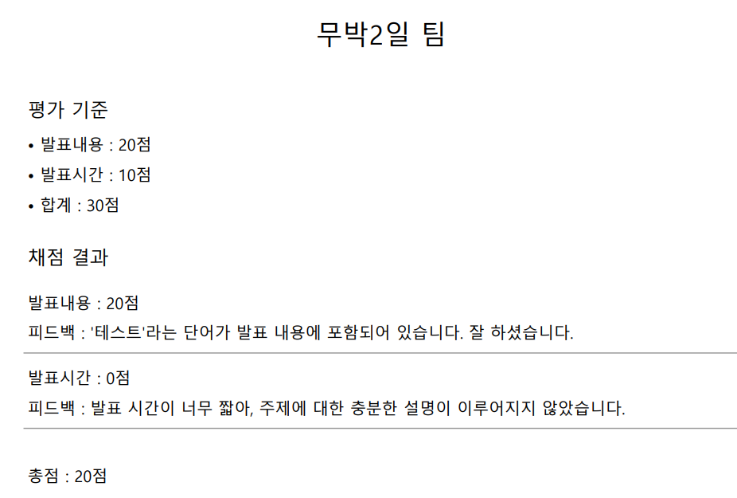 무박2일 팀
평가 기준
• 발표내용 : 20점
• 발표시간 : 10점
• 합계 : 30점
채점 결과
발표내용 : 20점
피드백 : '테스트'라는 단어가 발표 내용에 포함되어 있습니다. 잘 하셨습니다.
발표시간 : 0점
피드백 : 발표 시간이 너무 짧아, 주제에 대한 충분한 설명이 이루어지지 않았습니다.
총점 : 20점